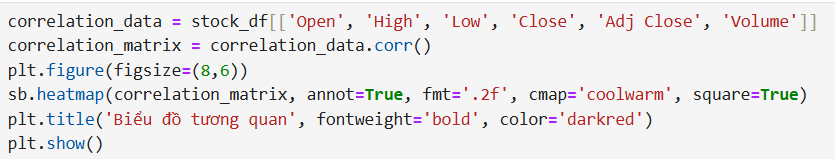 correlation_data = stock_df[['Open', 'High', 'Low', 'Close', 'Adj Close', 'Volume']]
correlation_matrix = correlation_data.corr()
plt.figure(figsize=(8,6))
sb.heatmap(correlation_matrix, annot=True, fmt='.2f', cmap='coolwarm', square=True)
plt.title('Biểu đồ tương quan', fontweight='bold', color='darkred')
plt.show()